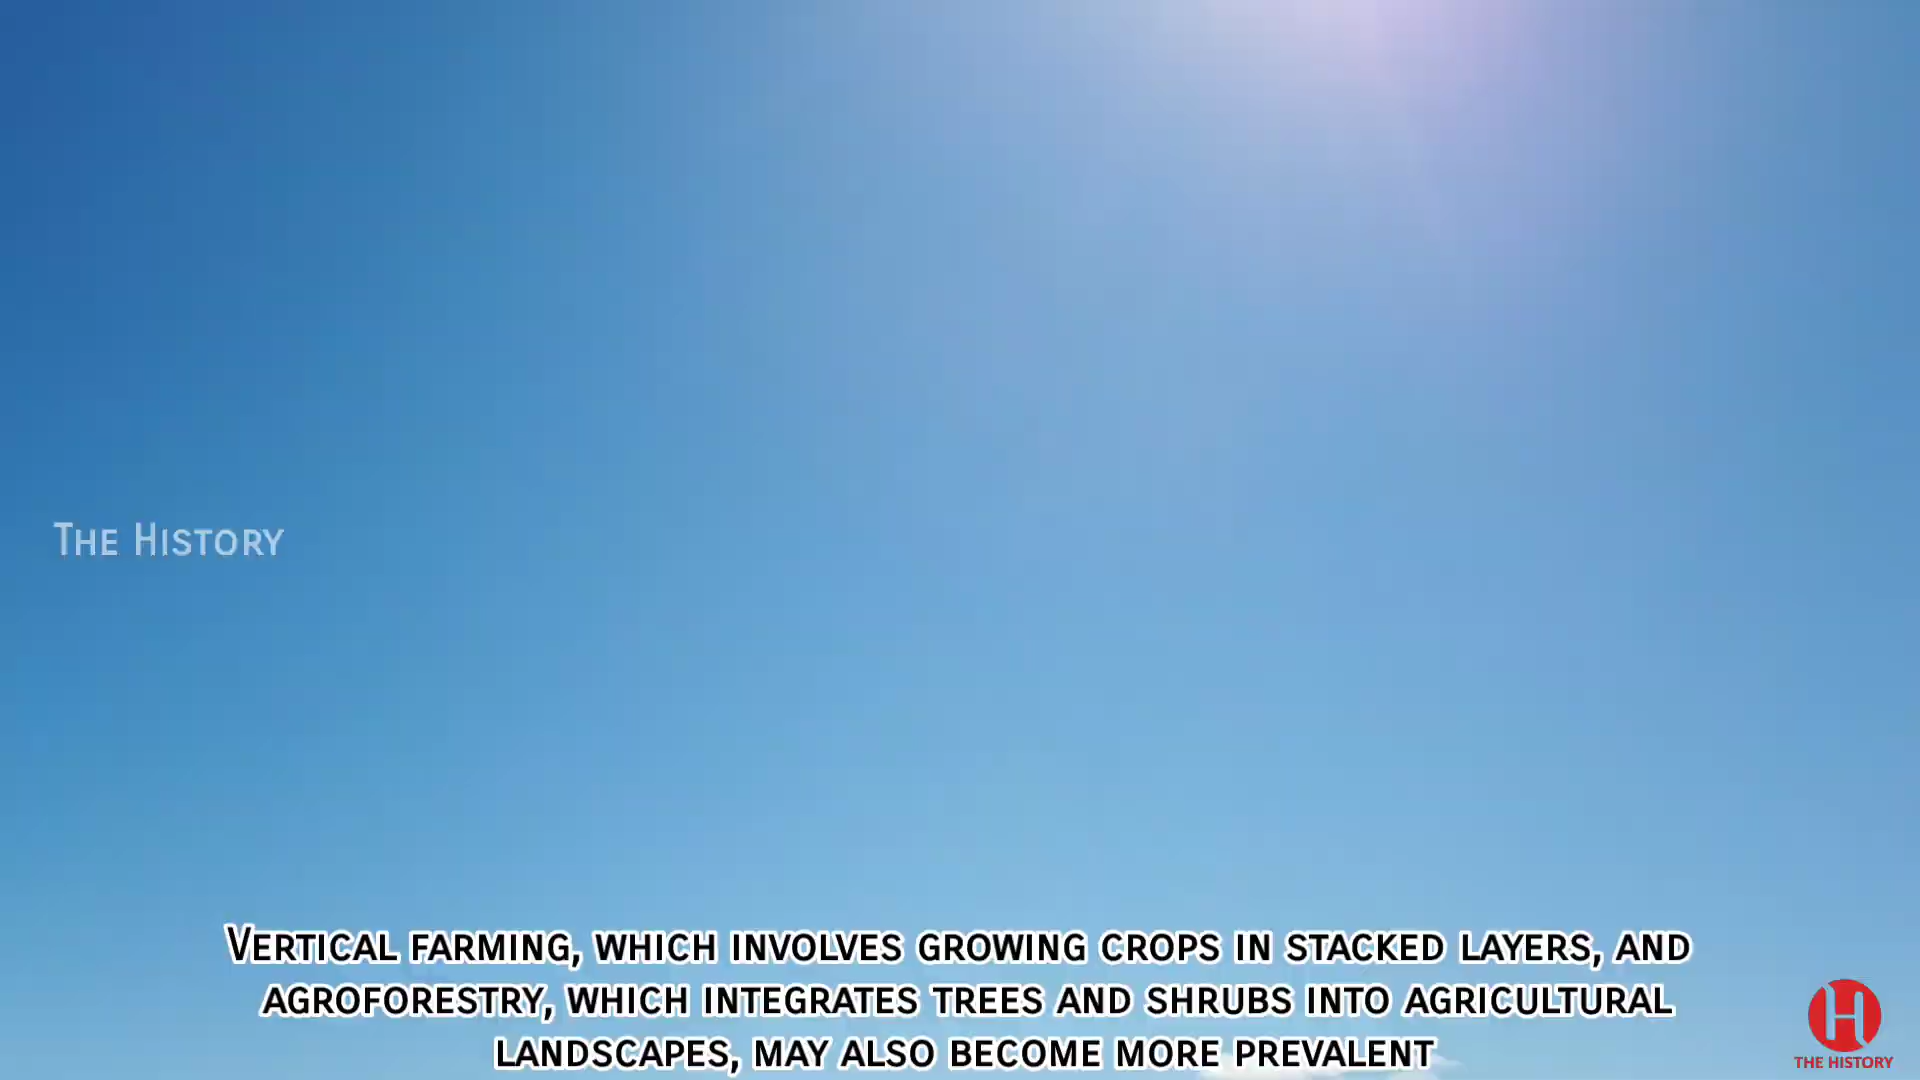 The History
Vertical farming, which involves growing crops in stacked layers, and
agroforestry, which integrates trees and shrubs into agricultural
landscapes, may also become more prevalent
H
THE HISTORY